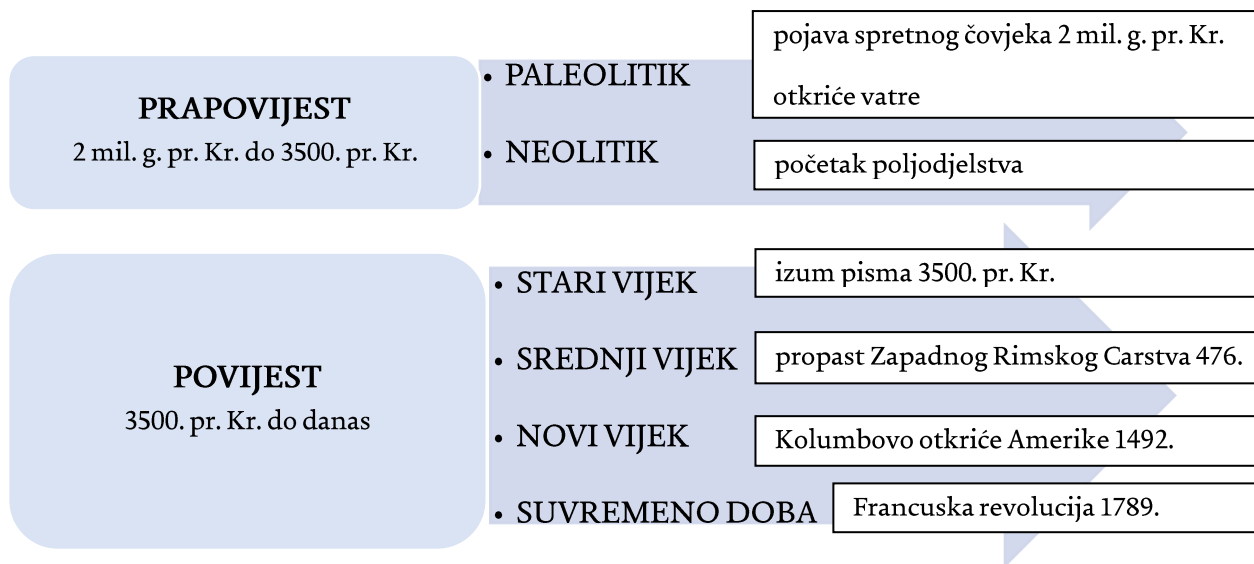 PRAPOVIJEST
2 mil. g. pr. Kr. do 3500. pr. Kr.
• PALEOLITIK
pojava spretnog čovjeka 2 mil. g. pr. Kr.
otkriće vatre
• NEOLITIK
početak poljodjelstva
POVIJEST
3500. pr. Kr. do danas
• STARI VIJEK
izum pisma 3500. pr. Kr.
• SREDNJI VIJEK
propast Zapadnog Rimskog Carstva 476.
• NOVI VIJEK
Kolumbovo otkriće Amerike 1492.
• SUVREMENO DOBA
Francuska revolucija 1789.